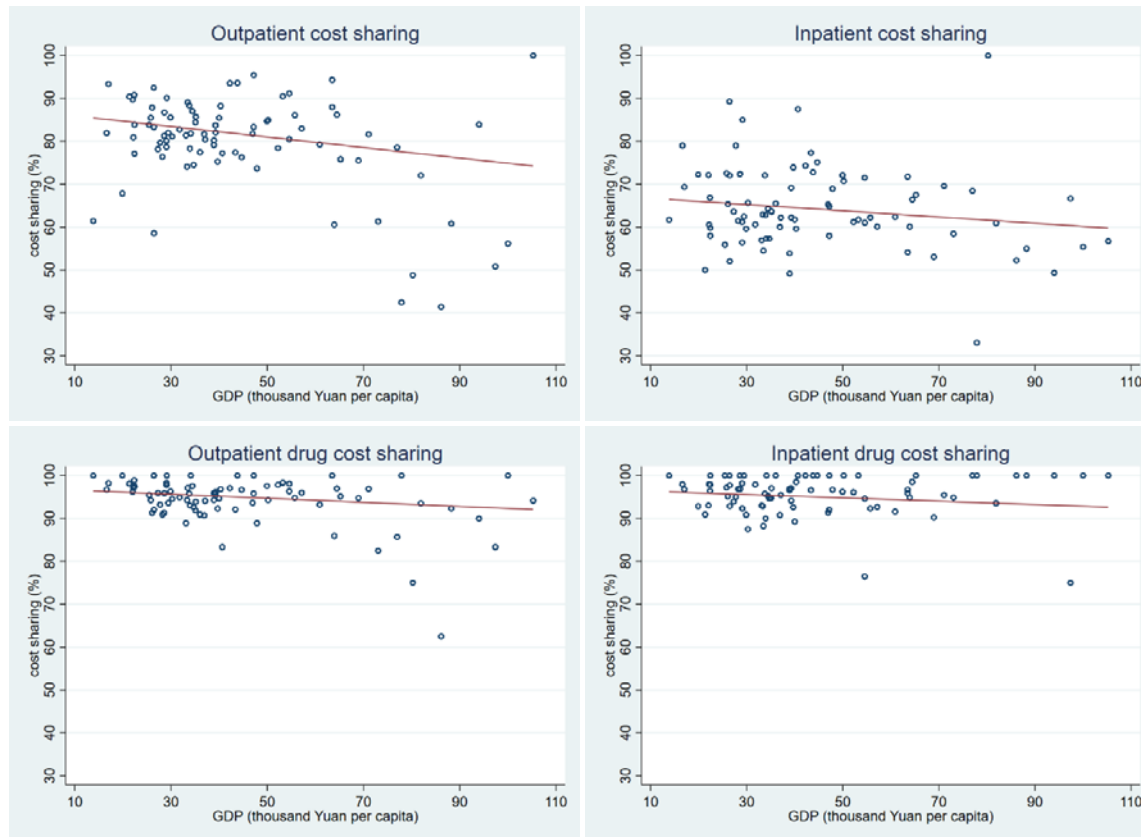 Outpatient cost sharing
cost sharing (%)
100
90
80
70
60
50
40
30
10 30 50 70 90 110
GDP (thousand Yuan per capita)
Inpatient cost sharing
cost sharing (%)
100
90
80
70
60
50
40
30
10 30 50 70 90 110
GDP (thousand Yuan per capita)
Outpatient drug cost sharing
cost sharing (%)
100
90
80
70
60
50
40
30
10 30 50 70 90 110
GDP (thousand Yuan per capita)
Inpatient drug cost sharing
cost sharing (%)
100
90
80
70
60
50
40
30
10 30 50 70 90 110
GDP (thousand Yuan per capita)